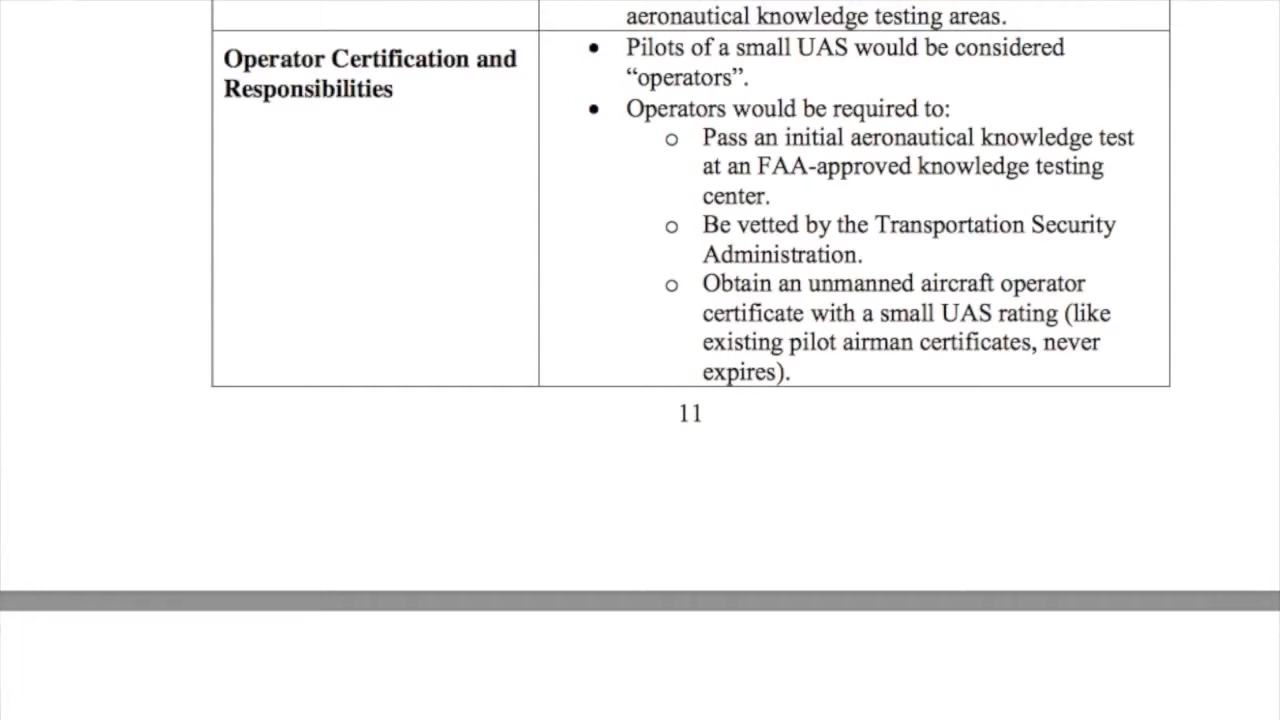 aeronautical knowledge testing areas.
Operator Certification and
Responsibilities
• Pilots of a small UAS would be considered
“operators”.
• Operators would be required to:
o Pass an initial aeronautical knowledge test
at an FAA-approved knowledge testing
center.
o Be vetted by the Transportation Security
Administration.
o Obtain an unmanned aircraft operator
certificate with a small UAS rating (like
existing pilot airman certificates, never
expires).
11